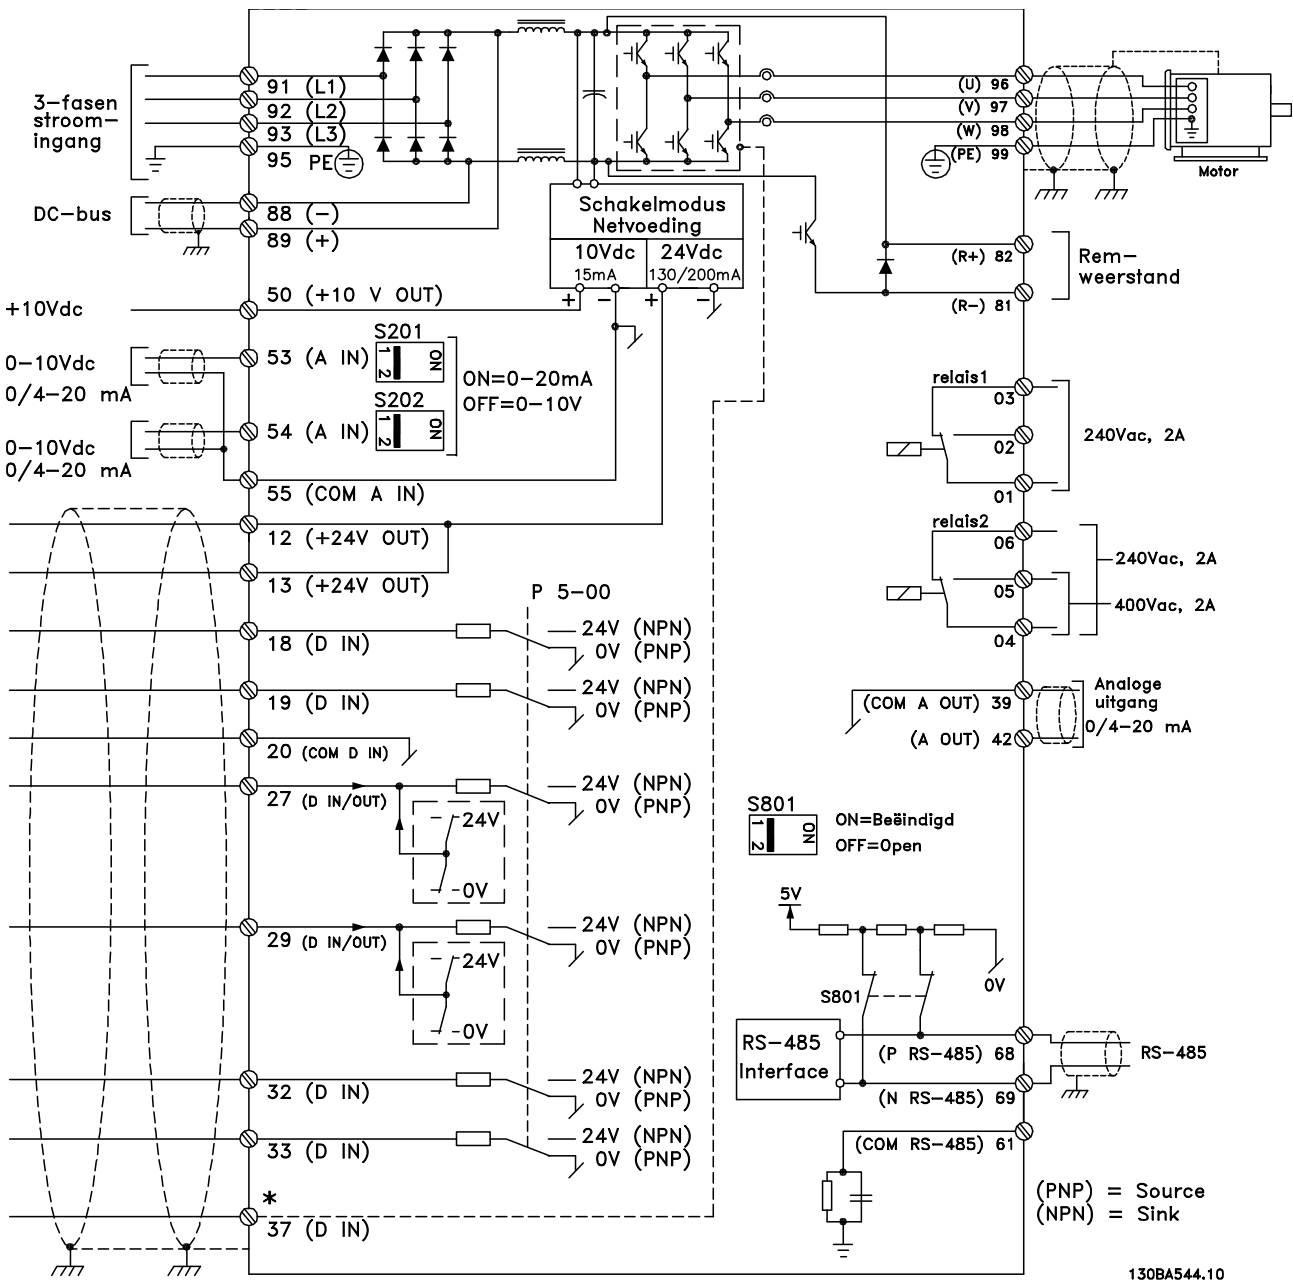 3-fasen
stroom-
ingang
91 (L1)
92 (L2)
93 (L3)
95 PE
DC-bus
88 (-)
89 (+)
+10Vdc
50 (+10 V OUT)
0-10Vdc
0/4-20 mA
53 (A IN)
S201
1 2
ON
0-10Vdc
0/4-20 mA
54 (A IN)
S202
1 2
ON
ON=0-20mA
OFF=0-10V
55 (COM A IN)
12 (+24V OUT)
13 (+24V OUT)
Schakelmodus
Netvoeding
10Vdc
15mA
24Vdc
130/200mA
+ - + -
P 5-00
18 (D IN)
24V (NPN)
0V (PNP)
19 (D IN)
24V (NPN)
0V (PNP)
20 (COM D IN)
27 (D IN/OUT)
24V (NPN)
0V (PNP)
24V
0V
29 (D IN/OUT)
24V (NPN)
0V (PNP)
24V
0V
32 (D IN)
24V (NPN)
0V (PNP)
33 (D IN)
24V (NPN)
0V (PNP)
*
37 (D IN)
(U) 96
(V) 97
(W) 98
(PE) 99
Motor
(R+) 82
(R-) 81
Rem-
weerstand
relais1
03
02
01
240Vac, 2A
relais2
06
05
04
240Vac, 2A
400Vac, 2A
(COM A OUT) 39
(A OUT) 42
Analoge
uitgang
0/4-20 mA
S801
1 2
ON
ON=Beëindigd
OFF=Open
5V
S801
0V
RS-485
Interface
(P RS-485) 68
(N RS-485) 69
RS-485
(COM RS-485) 61
(PNP) = Source
(NPN) = Sink
130BA544.10